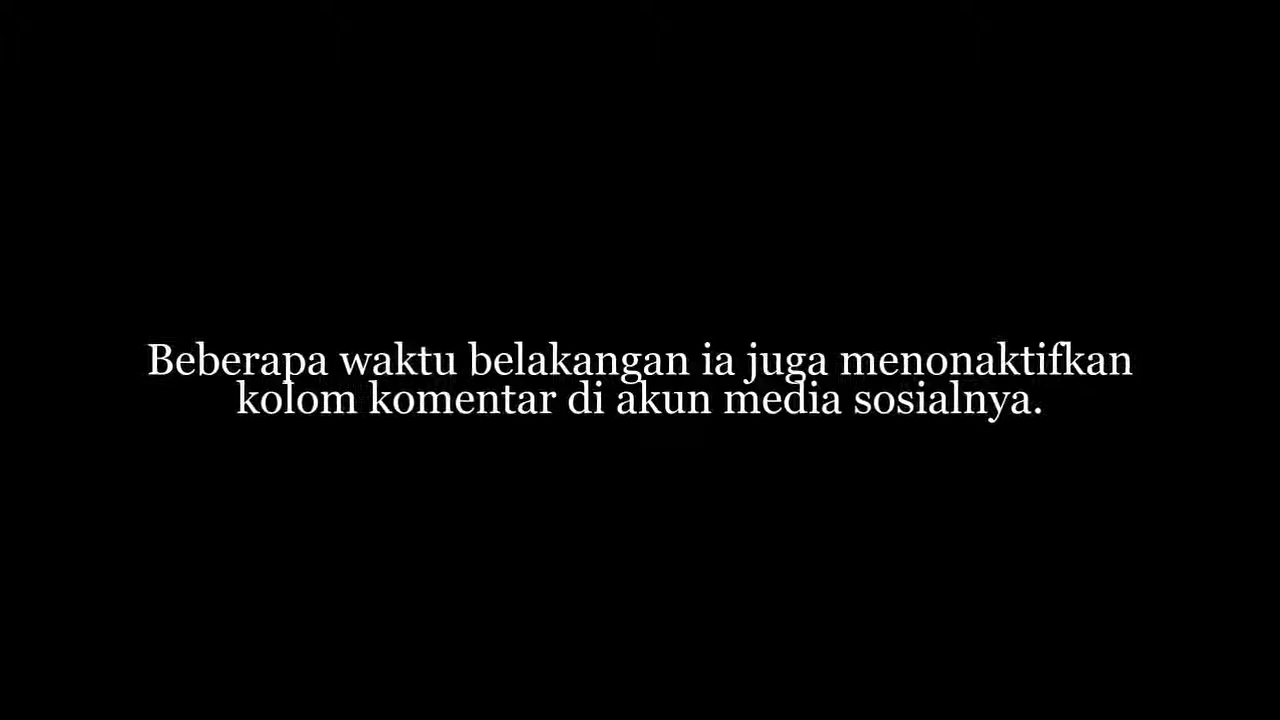 Beberapa waktu belakangan ia juga menonaktifkan
kolom komentar di akun media sosialnya.